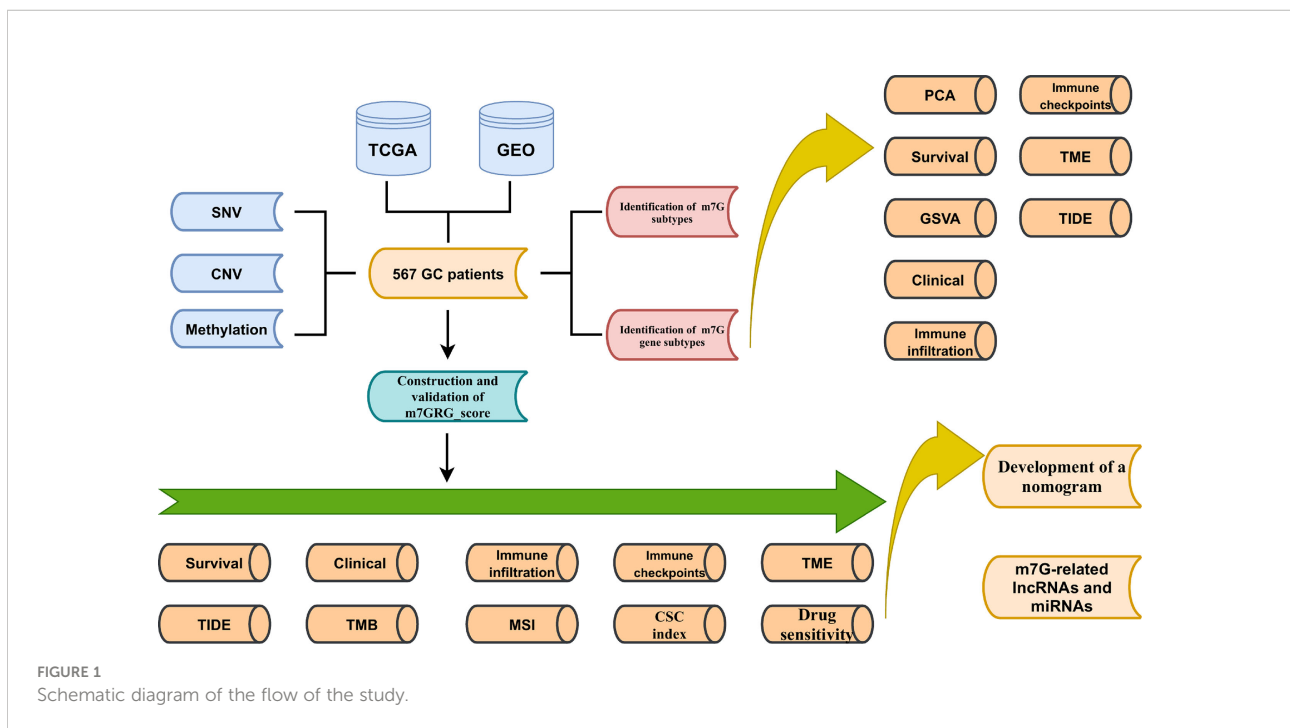 TCGA
GEO
SNV
CNV
Methylation
567 GC patients
Identification of m7G
subtypes
Identification of m7G
gene subtypes
PCA
Immune
checkpoints
Survival
TME
GSVA
TIDE
Clinical
Immune
infiltration
Construction and
validation of
m7GRG_score
Survival
Clinical
Immune
infiltration
Immune
checkpoints
TME
TIDE
TMB
MSI
CSC
index
Drug
sensitivity
Development of a
nomogram
m7G-related
lncRNAs and
miRNAs
FIGURE 1
Schematic diagram of the flow of the study.